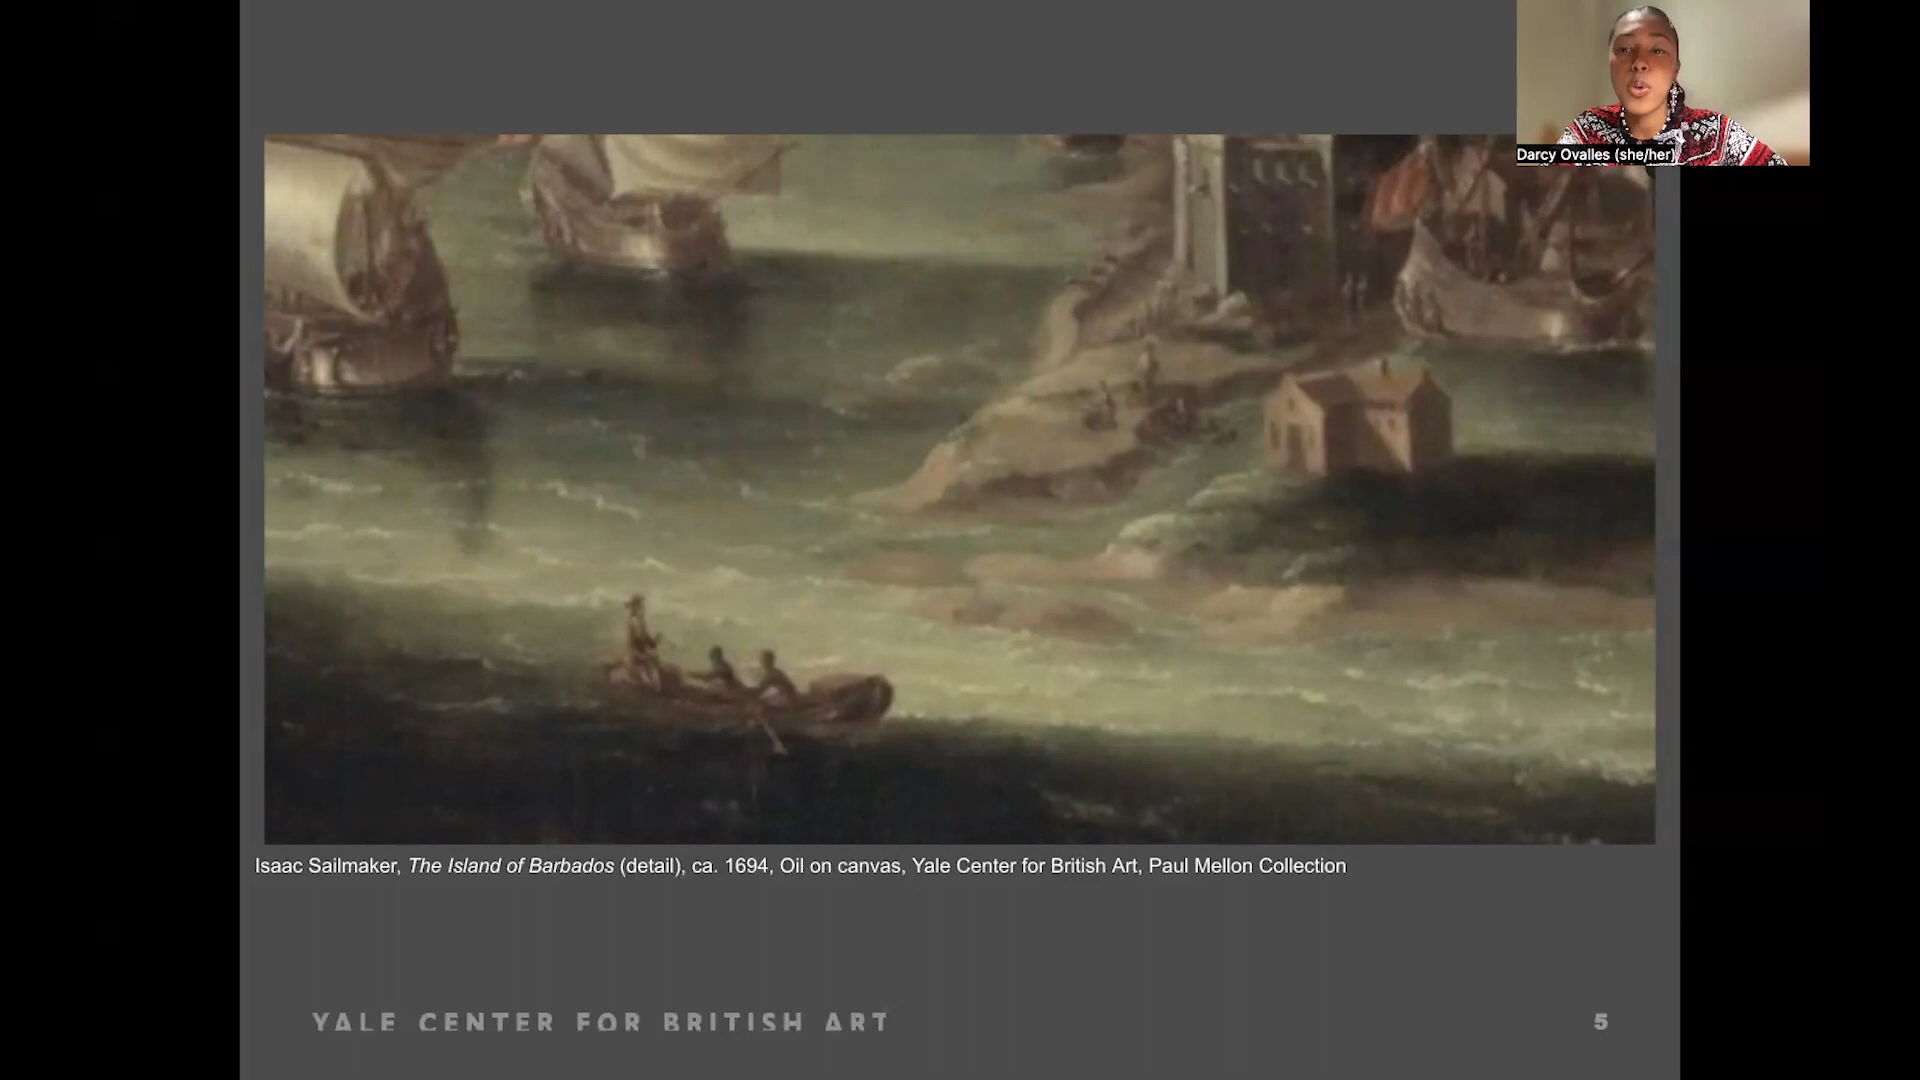 Darcy Ovalles (she/her)
Isaac Sailmaker, The Island of Barbados (detail), ca. 1694, Oil on canvas, Yale Center for British Art, Paul Mellon Collection
YALE CENTER FOR BRITISH ART
5